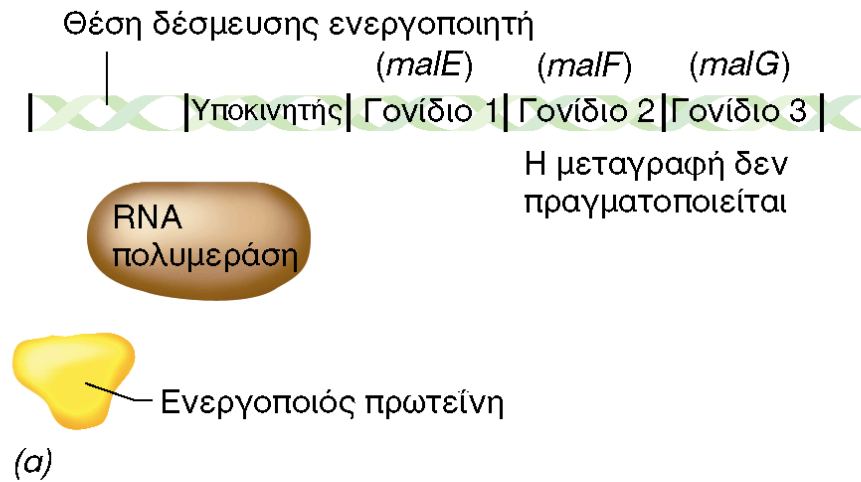 Θέση δέσμευσης ενεργοποιητή
(malE) (malF) (malG)
Υποκινητής Γονίδιο 1 Γονίδιο 2 Γονίδιο 3
Η μεταγραφή δεν
πραγματοποιείται
RNA
πολυμεράση
Ενεργοποιός πρωτεΐνη
(α)